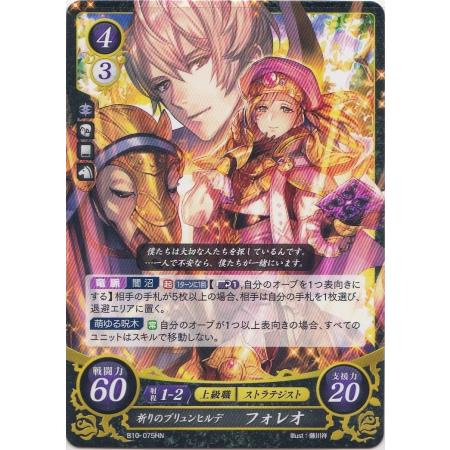 4
3
僕たちは大切な人たちを探しているんです。
…一人で不安なら、僕たちが一緒にいます。
竜脈 闇沼 起 1ターンに1回 【 1,自分のオーブを1つ表向きに
する】相手の手札が5枚以上の場合、相手は自分の手札を1枚選び、
退避エリアに置く。
萌ゆる呪木 常 自分のオーブが1つ以上表向きの場合、すべての
ユニットはスキルで移動しない。
戦闘力
60
射程 1-2
上級職 ストラテジスト
支援力
20
祈りのブリュンヒルデ フォレオ
B10-075HN
Illust:藤川祥